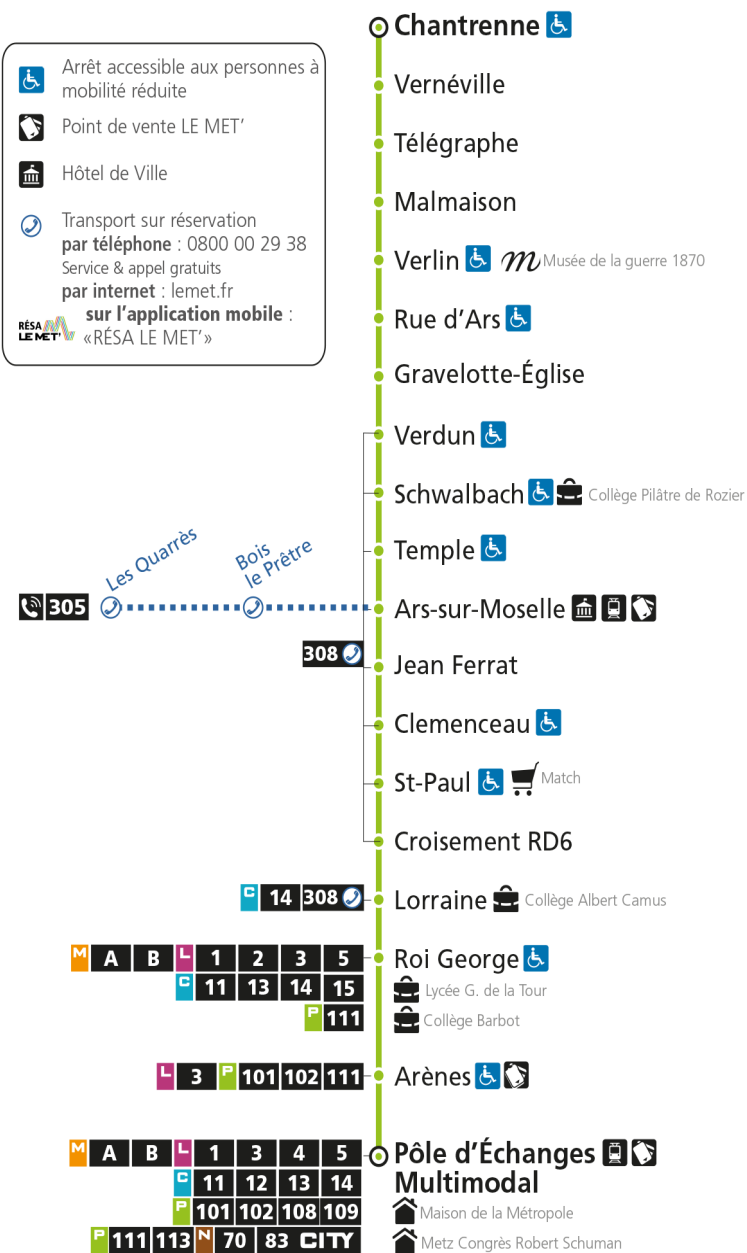 Chantrenne
Arrêt accessible aux personnes à
mobilité réduite
Point de vente LE MET'
Hôtel de Ville
Transport sur réservation
par téléphone : 0800 00 29 38
Service & appel gratuits
par internet : lemet.fr
sur l'application mobile :
RÉSA LE MET' «RÉSA LE MET'»
Vernéville
Télégraphe
Malmaison
Verlin m Musée de la guerre 1870
Rue d'Ars
Gravelotte-Église
Verdun
Schwalbach Collège Pilâtre de Rozier
Temple
Les Quarrès
Bois
le Prêtre
305 Ars-sur-Moselle
308 Jean Ferrat
Clemenceau
St-Paul Match
Croisement RD6
C 14 308 Lorraine Collège Albert Camus
M A B L 1 2 3 5 Roi George
C 11 13 14 15 Lycée G. de la Tour
P 111 Collège Barbot
L 3 P 101 102 111 Arènes
M A B L 1 3 4 5 Pôle d'Échanges
C 11 12 13 14 Multimodal
P 101 102 108 109 Maison de la Métropole
P 111 113 N 70 83 CITY Metz Congrès Robert Schuman